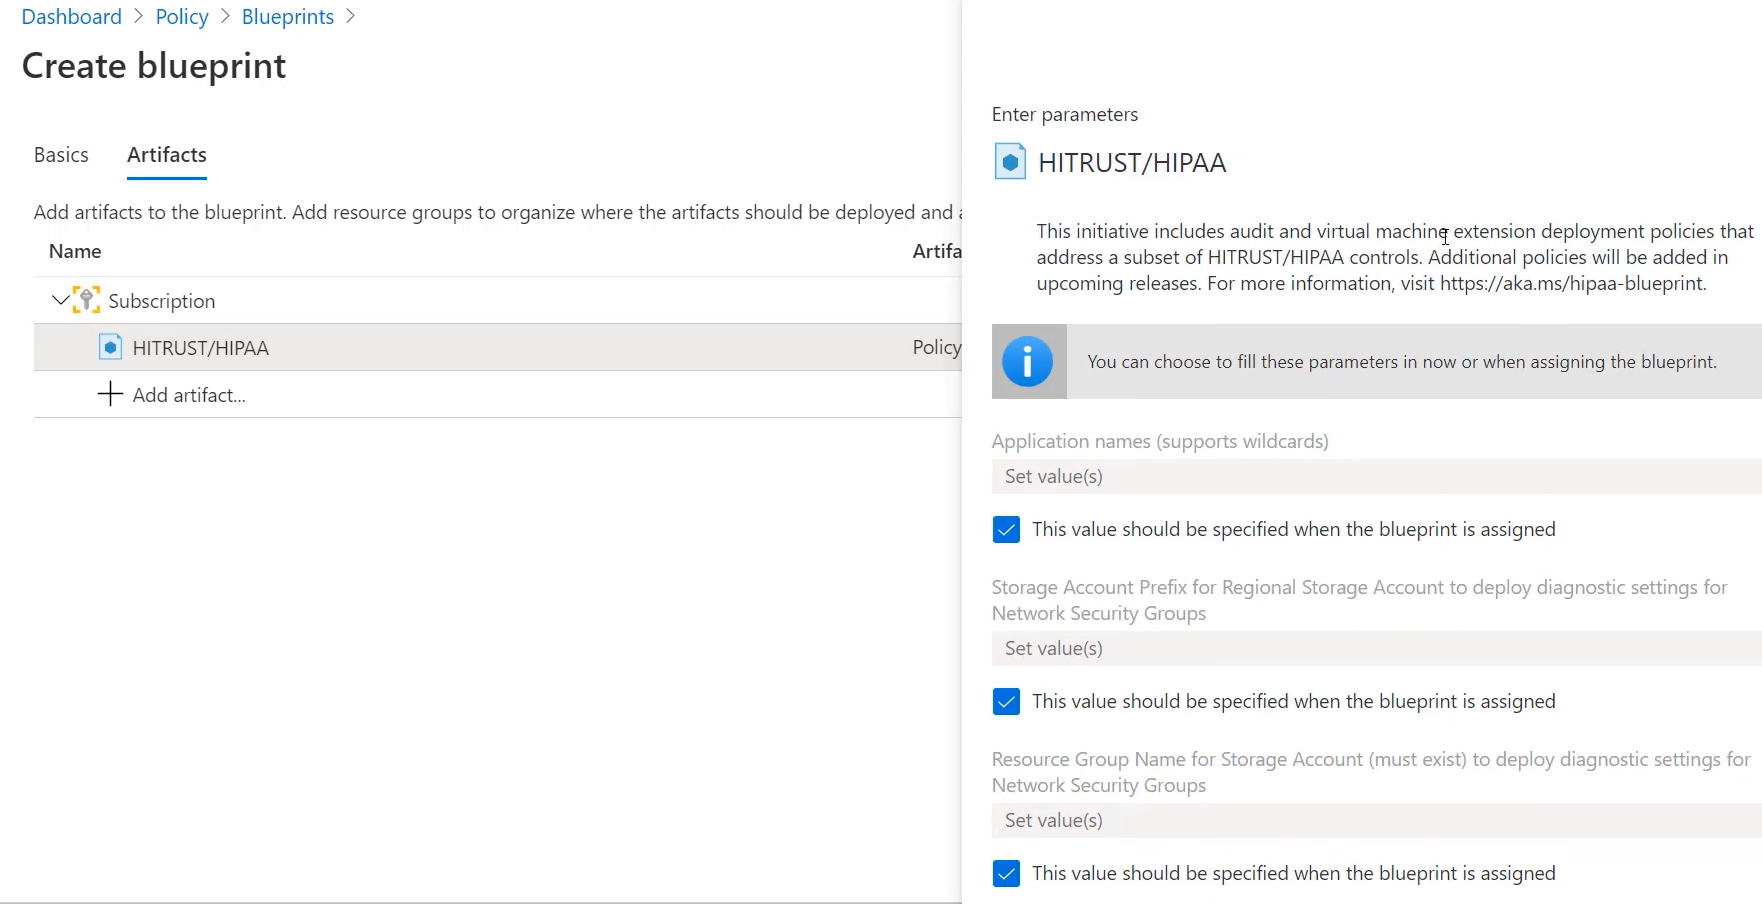 Dashboard > Policy > Blueprints >
Create blueprint
Basics Artifacts
Add artifacts to the blueprint. Add resource groups to organize where the artifacts should be deployed and
Name Artifa
Subscription
HITRUST/HIPAA Policy
Add artifact...
Enter parameters
HITRUST/HIPAA
This initiative includes audit and virtual machine extension deployment policies that
address a subset of HITRUST/HIPAA controls. Additional policies will be added in
upcoming releases. For more information, visit https://aka.ms/hipaa-blueprint.
You can choose to fill these parameters in now or when assigning the blueprint.
Application names (supports wildcards)
Set value(s)
This value should be specified when the blueprint is assigned
Storage Account Prefix for Regional Storage Account to deploy diagnostic settings for
Network Security Groups
Set value(s)
This value should be specified when the blueprint is assigned
Resource Group Name for Storage Account (must exist) to deploy diagnostic settings for
Network Security Groups
Set value(s)
This value should be specified when the blueprint is assigned